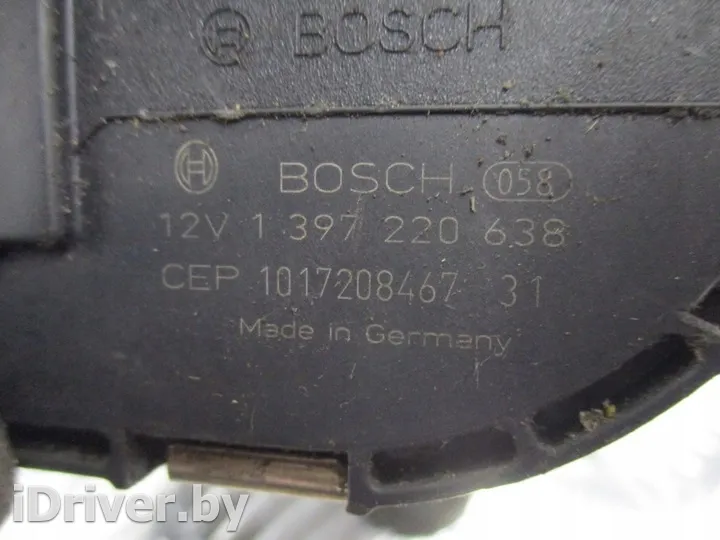 BOSCH
BOSCH 058
12V 1 397 220 638
CEP 1017208467 31
Made in Germany
iDriver.by